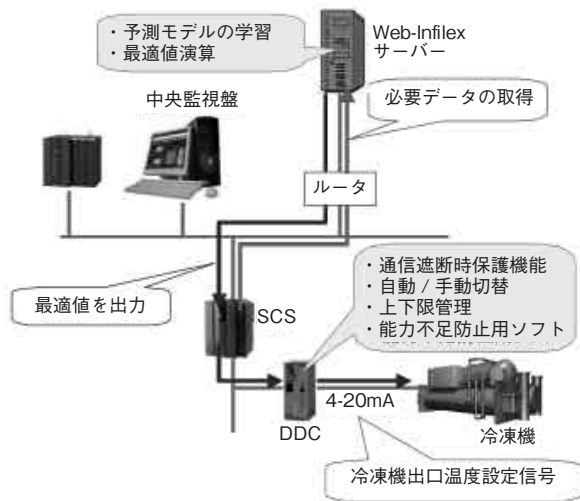 ・予測モデルの学習
・最適値演算
Web-Infilex
サーバー
中央監視盤
必要データの取得
ルータ
最適値を出力
SCS
・通信遮断時保護機能
・自動 / 手動切替
・上下限管理
・能力不足防止用ソフト
4-20mA
DDC
冷凍機
冷凍機出口温度設定信号